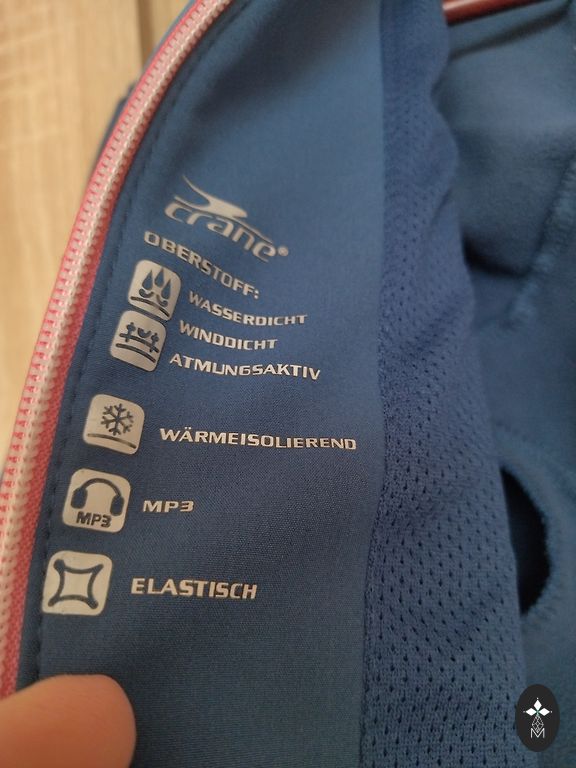 crane®
OBERSTOFF:
WASSERDICHT
WINDDICHT
ATMUNGSAKTIV
WÄRMEISOLIEREND
MP3
MP3
ELASTISCH
M